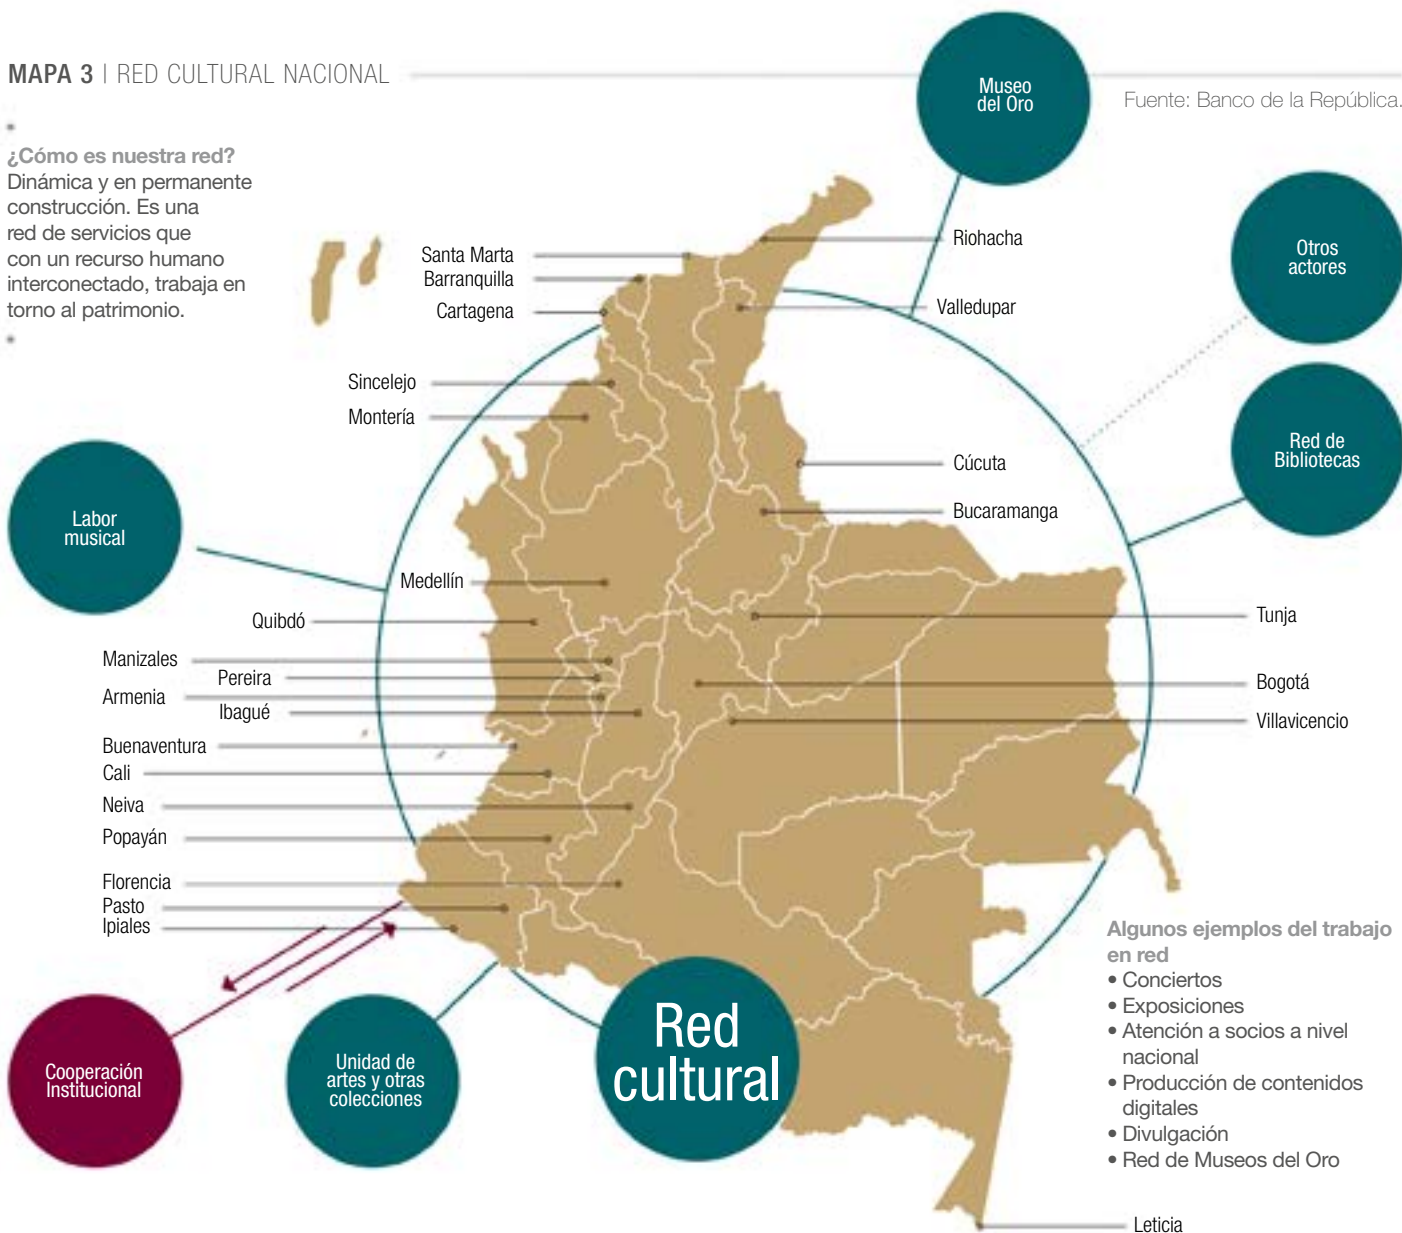 MAPA 3 | RED CULTURAL NACIONAL
Fuente: Banco de la República.
¿Cómo es nuestra red?
Dinámica y en permanente
construcción. Es una
red de servicios que
con un recurso humano
interconectado, trabaja en
torno al patrimonio.
Museo
del Oro
Otros
actores
Red de
Bibliotecas
Labor
musical
Riohacha
Santa Marta
Barranquilla
Cartagena
Valledupar
Sincelejo
Montería
Cúcuta
Bucaramanga
Medellín
Quibdó
Tunja
Manizales
Pereira
Armenia
Ibagué
Bogotá
Villavicencio
Buenaventura
Cali
Neiva
Popayán
Florencia
Pasto
Ipiales
Cooperación
Institucional
Unidad de
artes y otras
colecciones
Red
cultural
Algunos ejemplos del trabajo
en red
• Conciertos
• Exposiciones
• Atención a socios a nivel
nacional
• Producción de contenidos
digitales
• Divulgación
• Red de Museos del Oro
Leticia